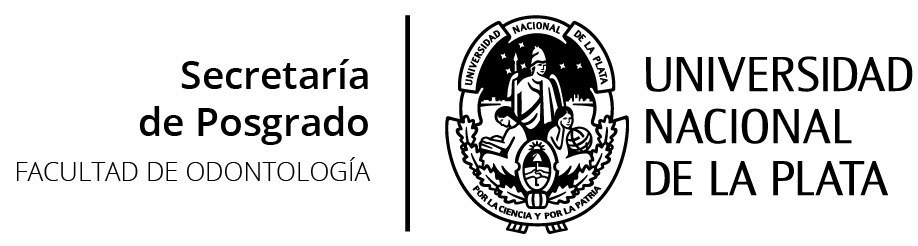 Secretaría
de Posgrado
FACULTAD DE ODONTOLOGÍA
UNIVERSIDAD NACIONAL DE LA PLATA
POR LA CIENCIA Y POR LA PATRIA
UNIVERSIDAD
NACIONAL
DE LA PLATA